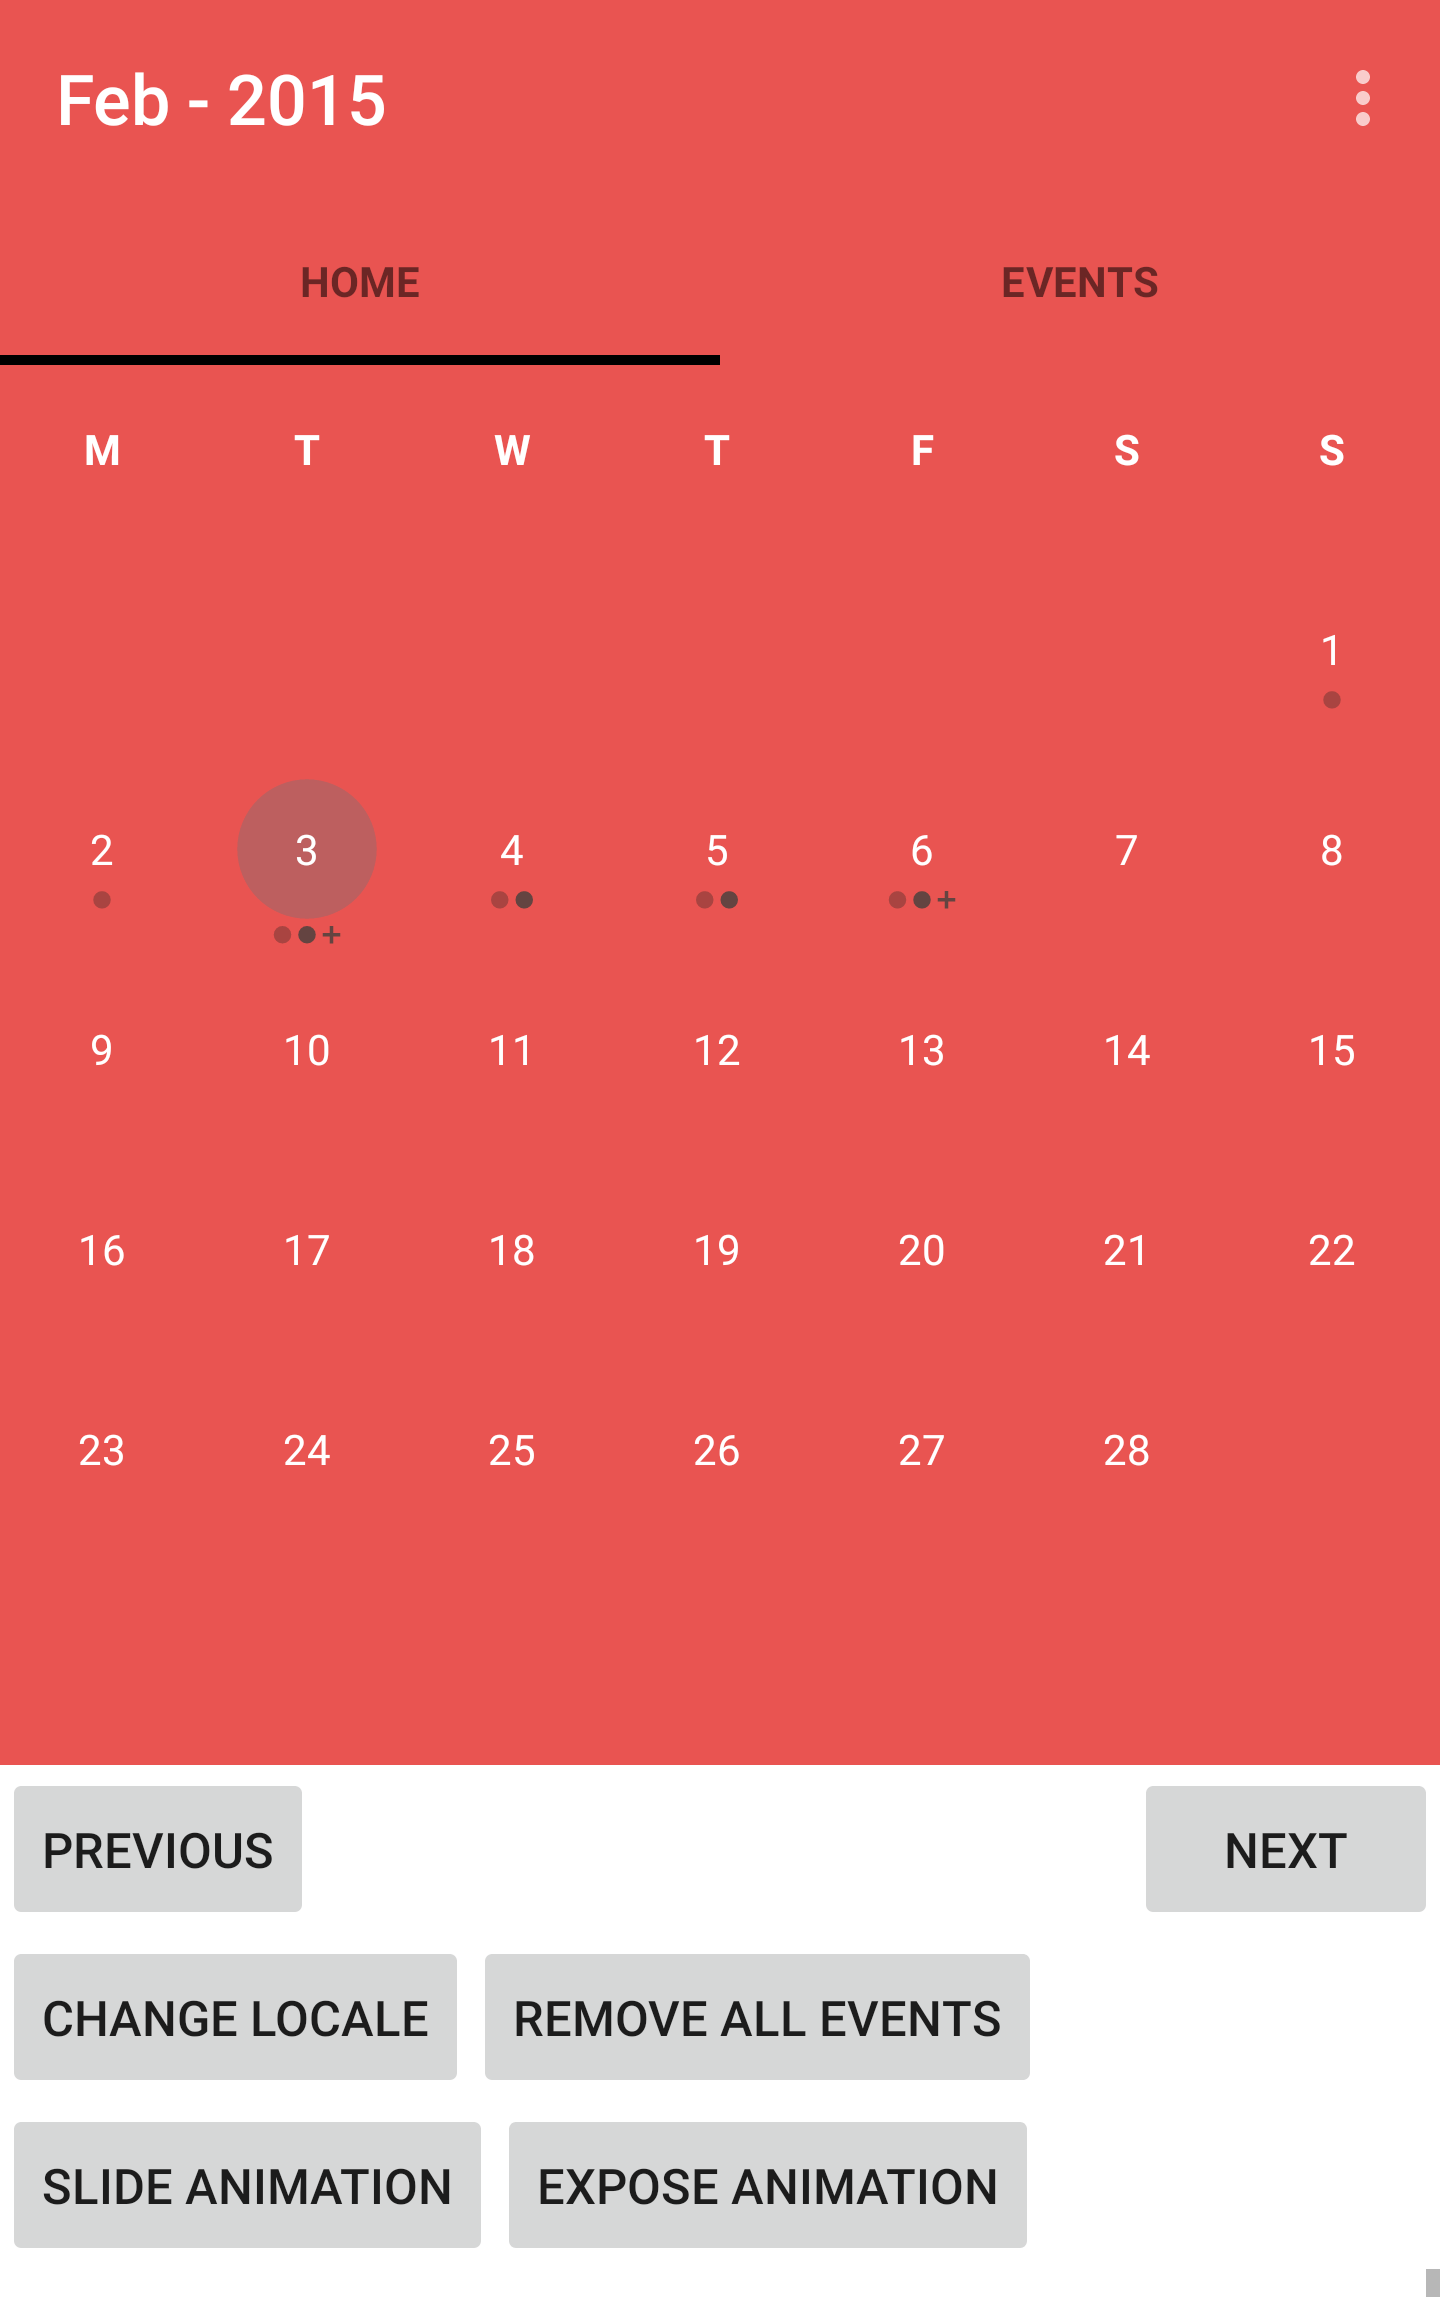 Feb - 2015
HOME EVENTS
M T W T F S S
1
2 3 4 5 6 7 8
+
+
9 10 11 12 13 14 15
16 17 18 19 20 21 22
23 24 25 26 27 28
PREVIOUS NEXT
CHANGE LOCALE REMOVE ALL EVENTS
SLIDE ANIMATION EXPOSE ANIMATION